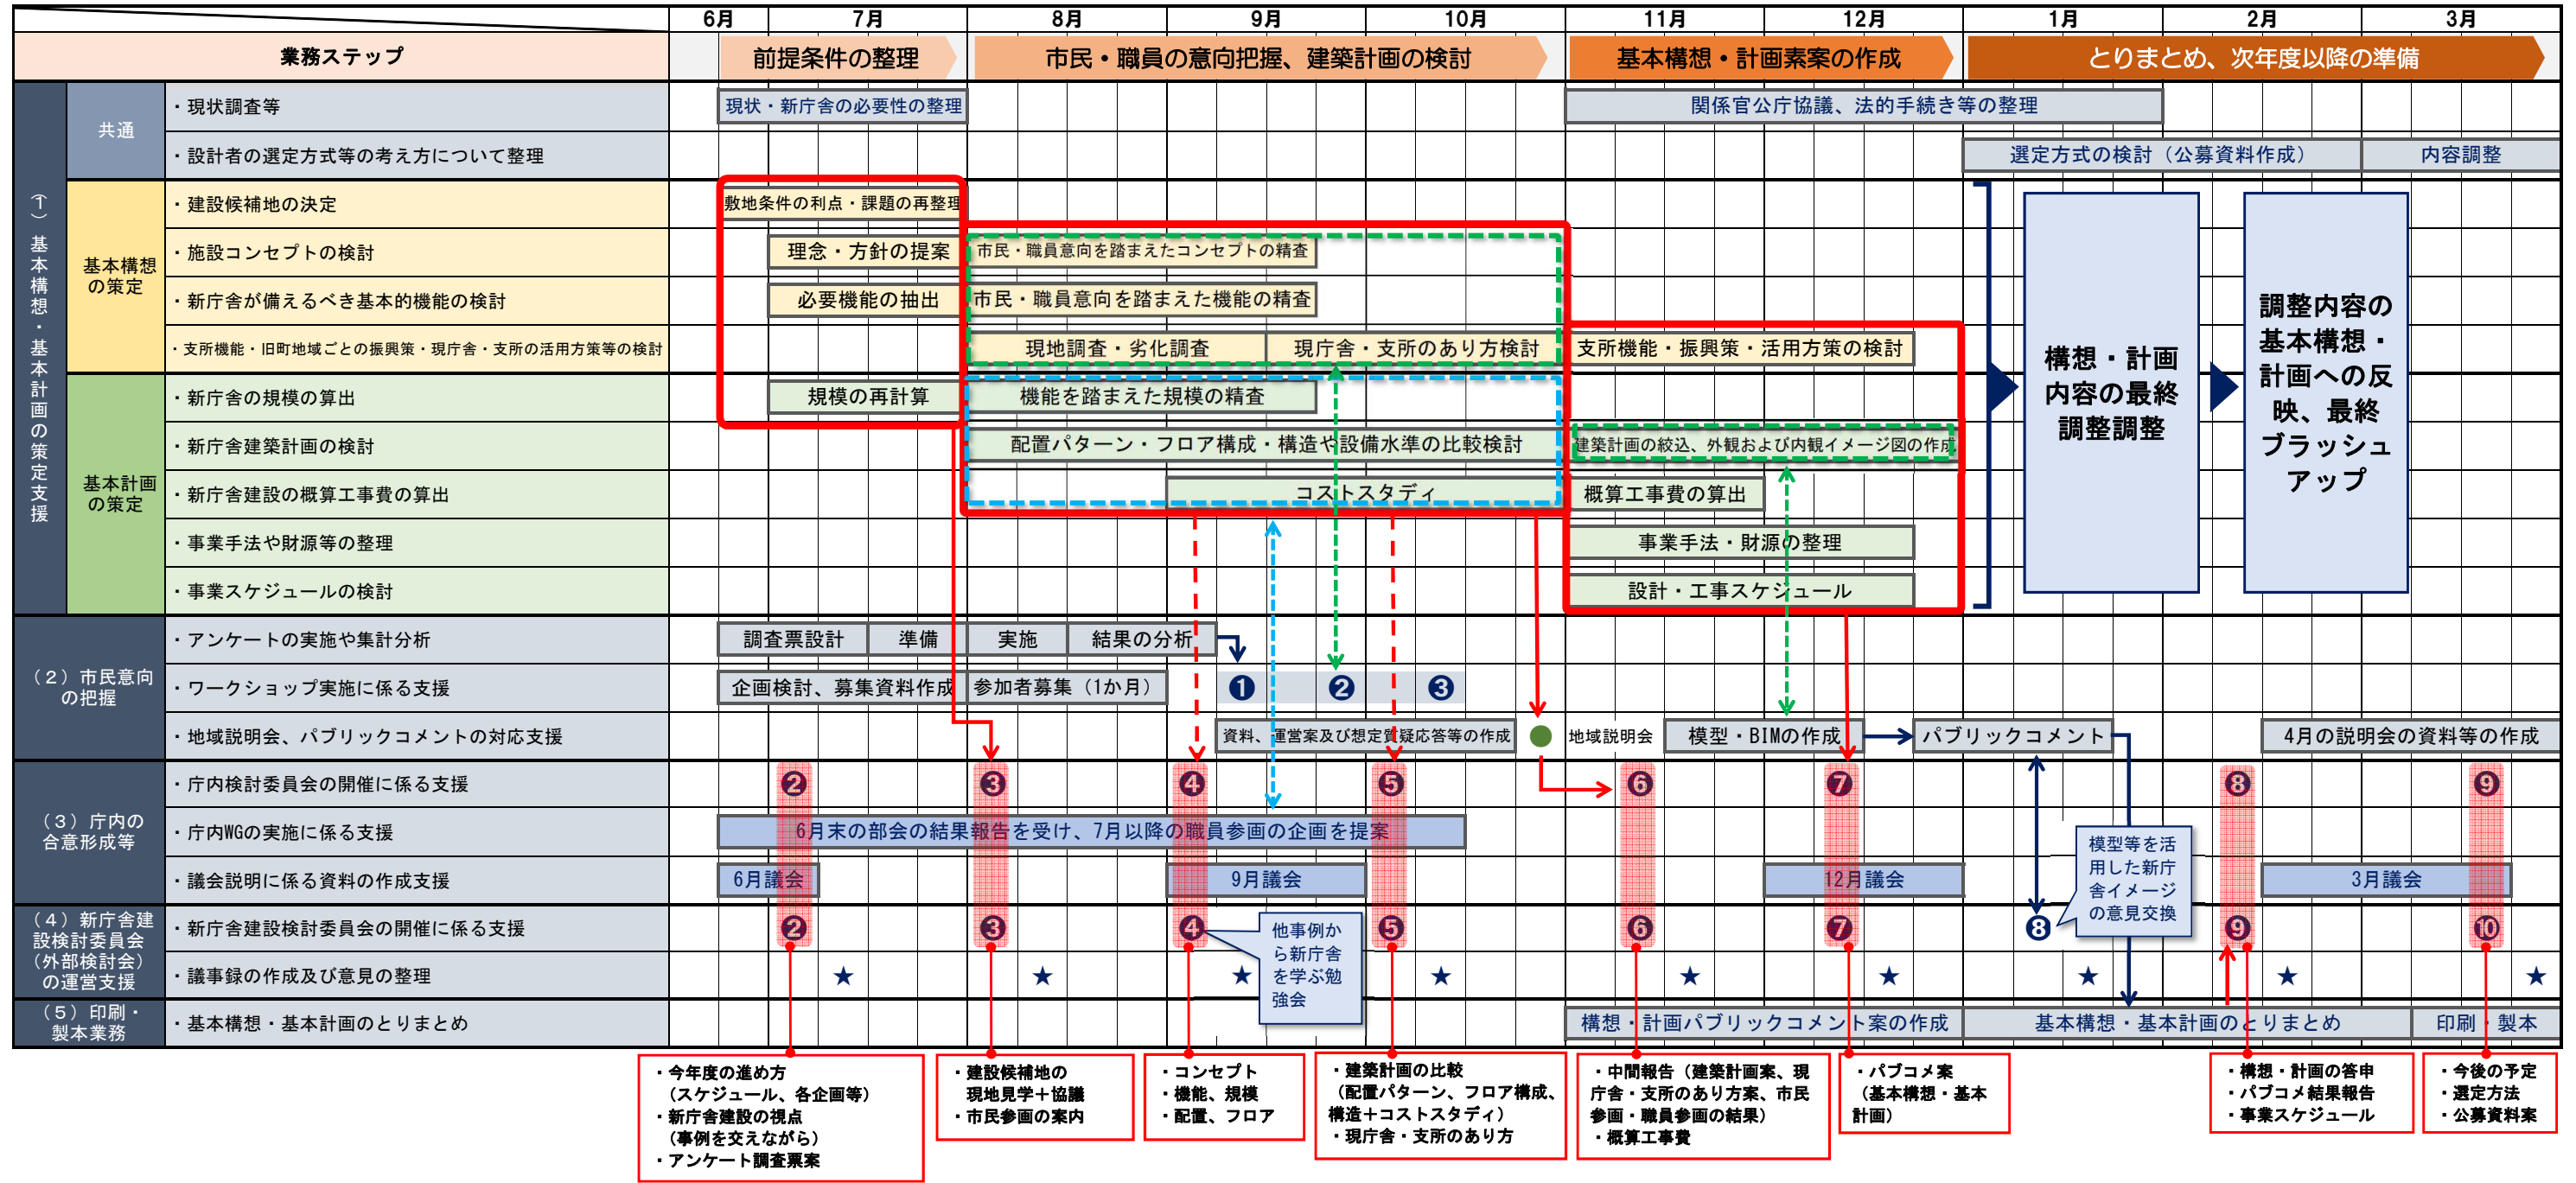 6月 7月 8月 9月 10月 11月 12月 1月 2月 3月
業務ステップ 前提条件の整理 市民・職員の意向把握、建築計画の検討 基本構想・計画素案の作成 とりまとめ、次年度以降の準備
(1)基本構想・基本計画の策定支援
共通
・現状調査等 現状・新庁舎の必要性の整理 関係官公庁協議、法的手続き等の整理
・設計者の選定方式等の考え方について整理 選定方式の検討(公募資料作成) 内容調整
基本構想
の策定
・建設候補地の決定 敷地条件の利点・課題の再整理
・施設コンセプトの検討 理念・方針の提案 市民・職員意向を踏まえたコンセプトの精査
・新庁舎が備えるべき基本的機能の検討 必要機能の抽出 市民・職員意向を踏まえた機能の精査
・支所機能・旧町地域ごとの振興策・現庁舎・支所の活用方策等の検討 現地調査・劣化調査 現庁舎・支所のあり方検討 支所機能・振興策・活用方策の検討
基本計画
の策定
・新庁舎の規模の算出 規模の再計算 機能を踏まえた規模の精査
・新庁舎建築計画の検討 配置パターン・フロア構成・構造や設備水準の比較検討 建築計画の絞込、外観および内観イメージ図の作成
・新庁舎建設の概算工事費の算出 コストスタディ 概算工事費の算出
・事業手法や財源等の整理 事業手法・財源の整理
・事業スケジュールの検討 設計・工事スケジュール
構想・計画
内容の最終
調整調整
調整内容の
基本構想・
計画への反
映、最終
ブラッシュ
アップ
(2)市民意向
の把握
・アンケートの実施や集計分析 調査票設計 準備 実施 結果の分析
・ワークショップ実施に係る支援 企画検討、募集資料作成 参加者募集(1か月) ❶ ❷ ❸
・地域説明会、パブリックコメントの対応支援 資料、運営案及び想定質疑応答等の作成 地域説明会 模型・BIMの作成 パブリックコメント 4月の説明会の資料等の作成
(3)庁内の
合意形成等
・庁内検討委員会の開催に係る支援 ❷ ❸ ❹ ❺ ❻ ❼ ❽ ❾
・庁内WGの実施に係る支援 6月末の部会の結果報告を受け、7月以降の職員参画の企画を提案
・議会説明に係る資料の作成支援 6月議会 9月議会 12月議会 3月議会
模型等を活
用した新庁
舎イメージ
の意見交換
(4)新庁舎建
設検討委員会
(外部検討会)
の運営支援
・新庁舎建設検討委員会の開催に係る支援 ❷ ❸ ❹ ❺ ❻ ❼ ❽ ❾ ❿
他事例か
ら新庁舎
を学ぶ勉
強会
・議事録の作成及び意見の整理 ★ ★ ★ ★ ★ ★ ★ ★ ★
(5)印刷・
製本業務
・基本構想・基本計画のとりまとめ 構想・計画パブリックコメント案の作成 基本構想・基本計画のとりまとめ 印刷・製本
・今年度の進め方
(スケジュール、各企画等)
・新庁舎建設の視点
(事例を交えながら)
・アンケート調査票案
・建設候補地の
現地見学+協議
・市民参画の案内
・コンセプト
・機能、規模
・配置、フロア
・建築計画の比較
(配置パターン、フロア構成、
構造+コストスタディ)
・現庁舎・支所のあり方
・中間報告(建築計画案、現
庁舎・支所のあり方案、市民
参画・職員参画の結果)
・概算工事費
・パブコメ案
(基本構想・基本
計画)
・構想・計画の答申
・パブコメ結果報告
・事業スケジュール
・今後の予定
・選定方法
・公募資料案